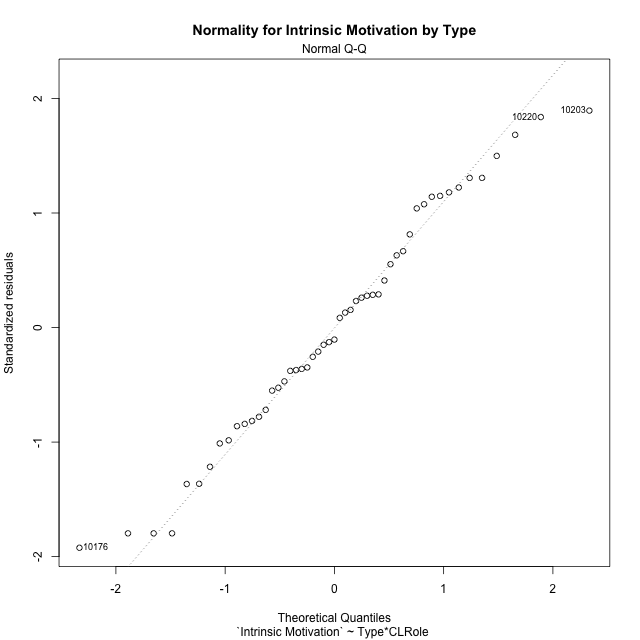 Normality for Intrinsic Motivation by Type
Normal Q-Q
2
1
0
-1
-2
Standardized residuals
10220
10203
10176
-2 -1 0 1 2
Theoretical Quantiles
`Intrinsic Motivation` ~ Type*CLRole